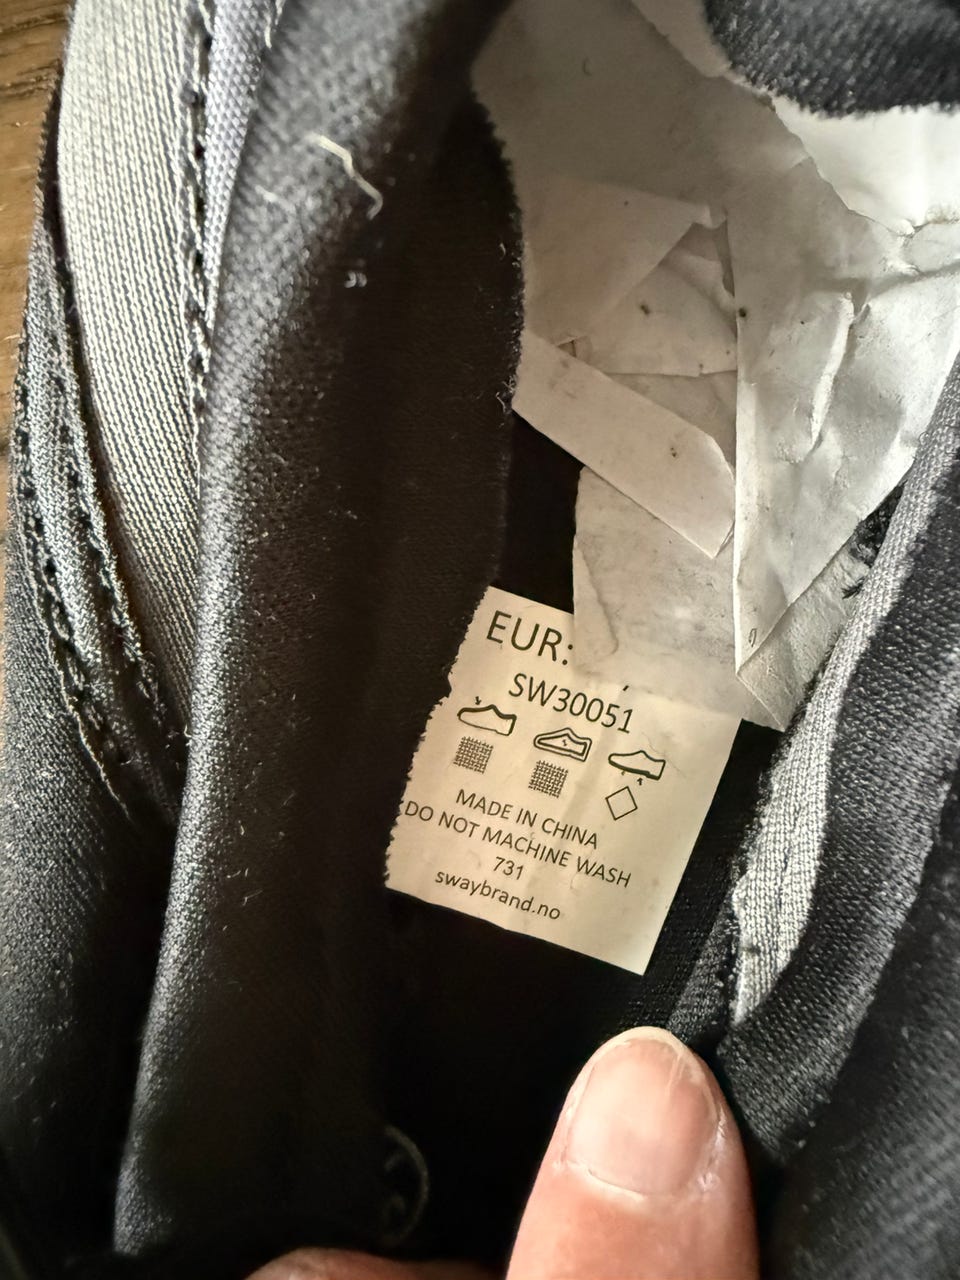 EUR:
SW30051
MADE IN CHINA
DO NOT MACHINE WASH
731
swaybrand.no